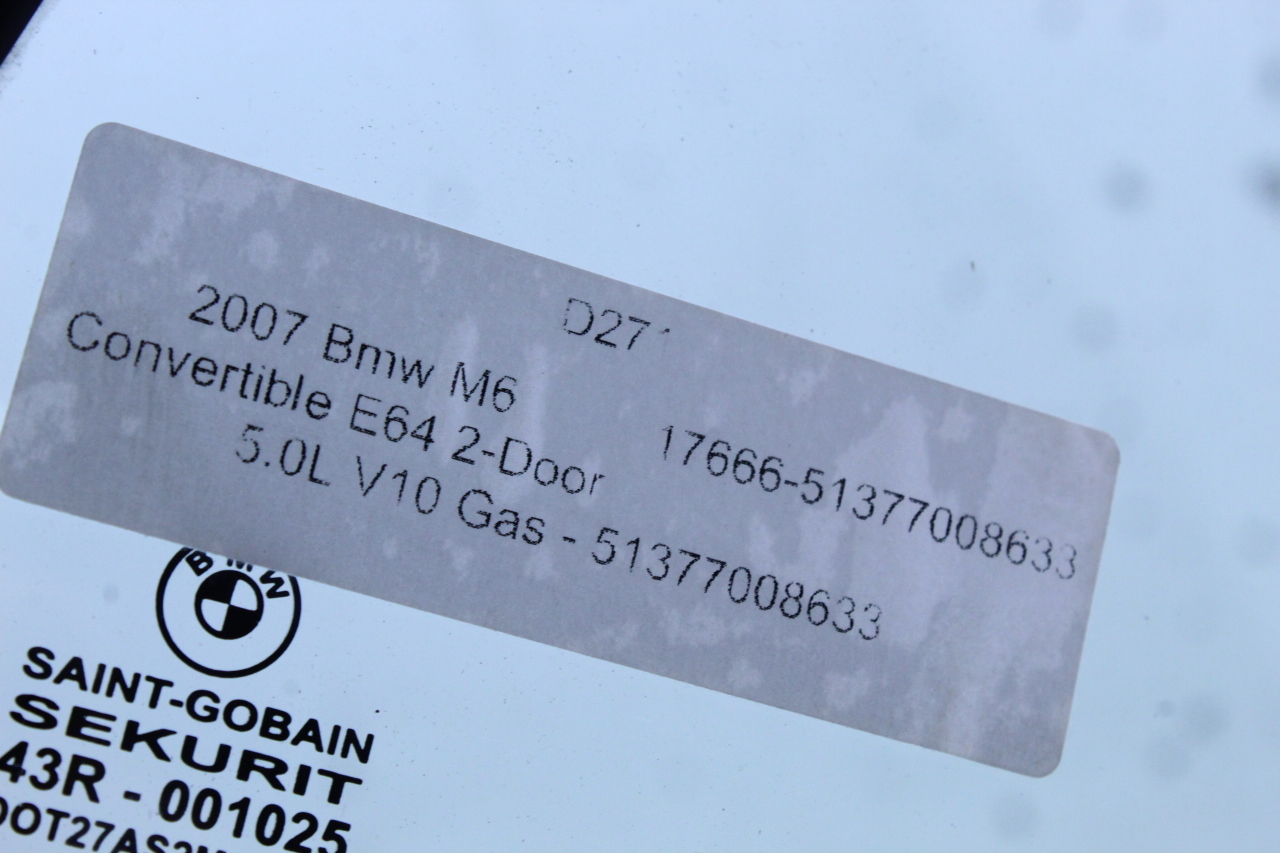 D271
2007 Bmw M6
Convertible E64 2-Door
5.0L V10 Gas - 51377008633
17666-51377008633
BMW
SAINT-GOBAIN
SEKURIT
43R - 001025